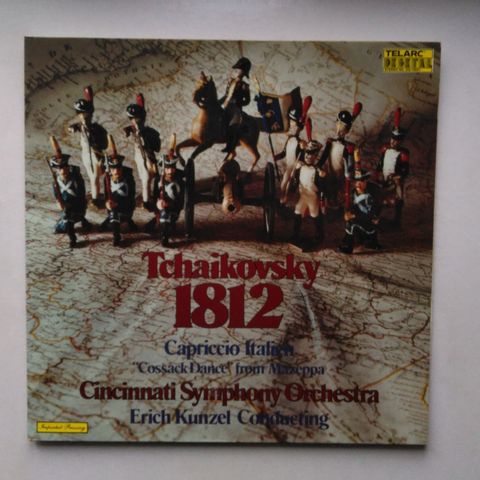 TELARC
DIGITAL
Tchaikovsky
1812
Capriccio Italien
"Cossack Dance" from Mazeppa
Cincinnati Symphony Orchestra
Erich Kunzel Conducting
Imported Pressing